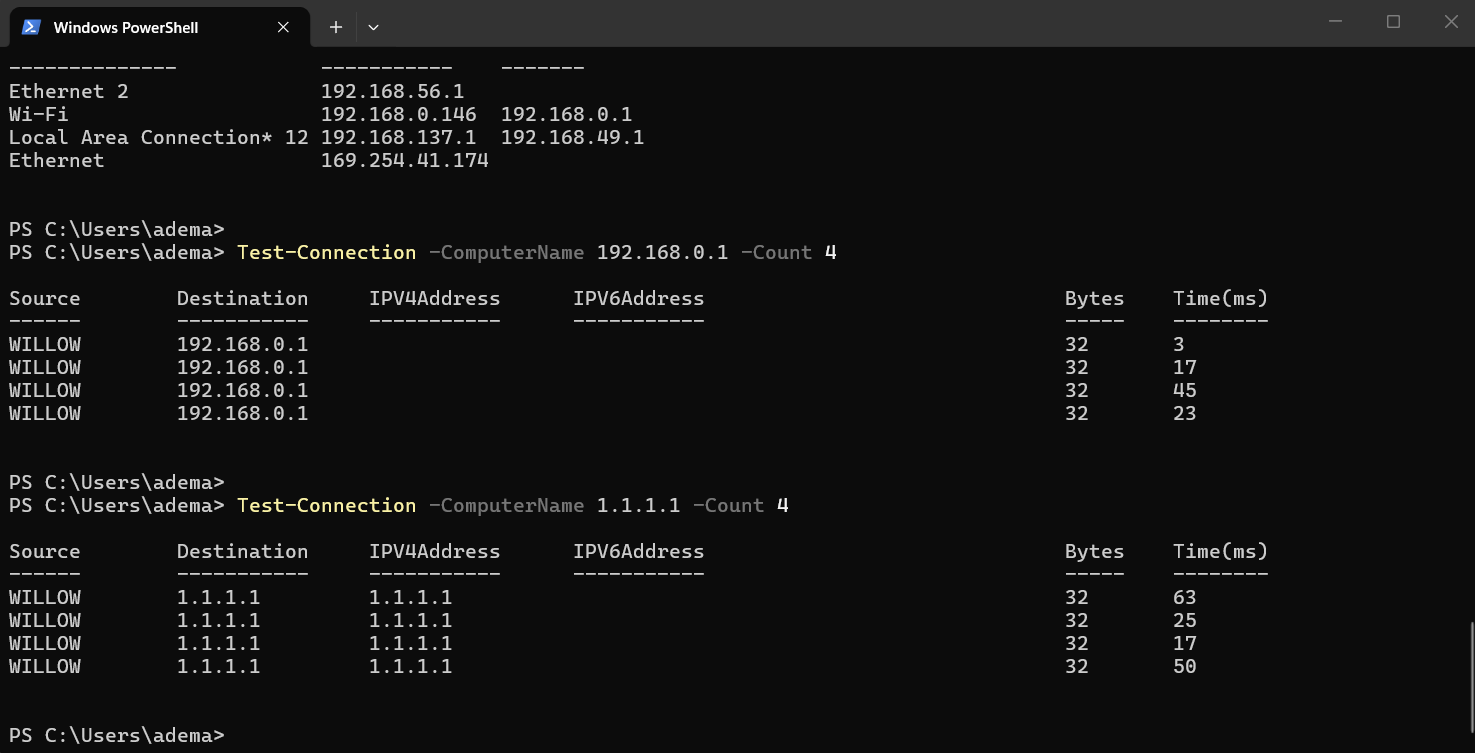 Windows PowerShell
--------------           -----------   -------
Ethernet 2                192.168.56.1
Wi-Fi                     192.168.0.146  192.168.0.1
Local Area Connection* 12 192.168.137.1  192.168.49.1
Ethernet                  169.254.41.174
PS C:\Users\adema>
PS C:\Users\adema> Test-Connection -ComputerName 192.168.0.1 -Count 4
Source        Destination     IPV4Address      IPV6Address                              Bytes    Time(ms)
------        -----------     -----------      -----------                              -----    --------
WILLOW        192.168.0.1                                                               32       3
WILLOW        192.168.0.1                                                               32       17
WILLOW        192.168.0.1                                                               32       45
WILLOW        192.168.0.1                                                               32       23
PS C:\Users\adema>
PS C:\Users\adema> Test-Connection -ComputerName 1.1.1.1 -Count 4
Source        Destination     IPV4Address      IPV6Address                              Bytes    Time(ms)
------        -----------     -----------      -----------                              -----    --------
WILLOW        1.1.1.1         1.1.1.1                                                   32       63
WILLOW        1.1.1.1         1.1.1.1                                                   32       25
WILLOW        1.1.1.1         1.1.1.1                                                   32       17
WILLOW        1.1.1.1         1.1.1.1                                                   32       50
PS C:\Users\adema>